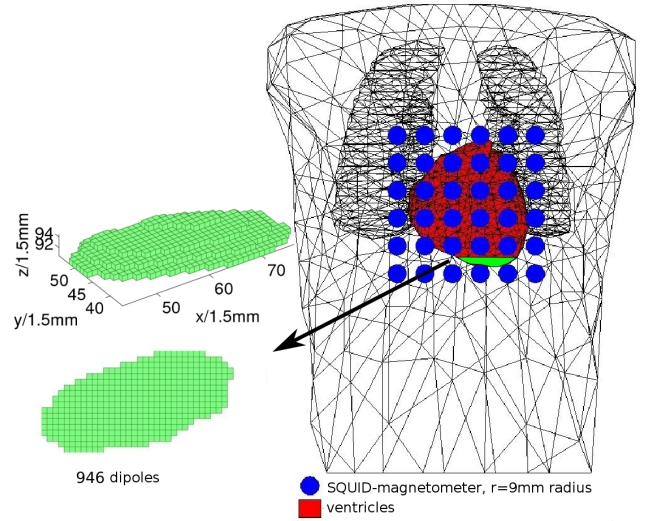 z/1.5mm
94
92
50
45
40
y/1.5mm
50
60
70
x/1.5mm
946 dipoles
SQUID-magnetometer, r=9mm radius
ventricles